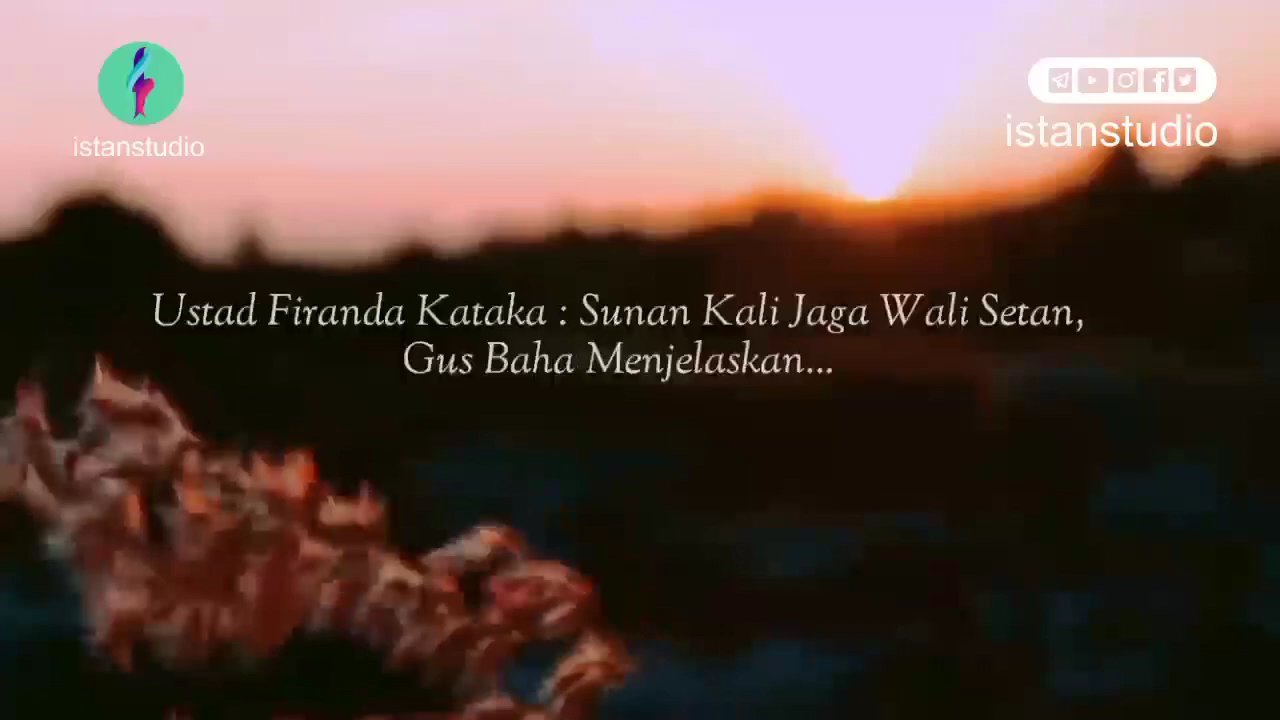 istanstudio
istanstudio
Ustad Firanda Kataka : Sunan Kali Jaga Wali Setan,
Gus Baha Menjelaskan...